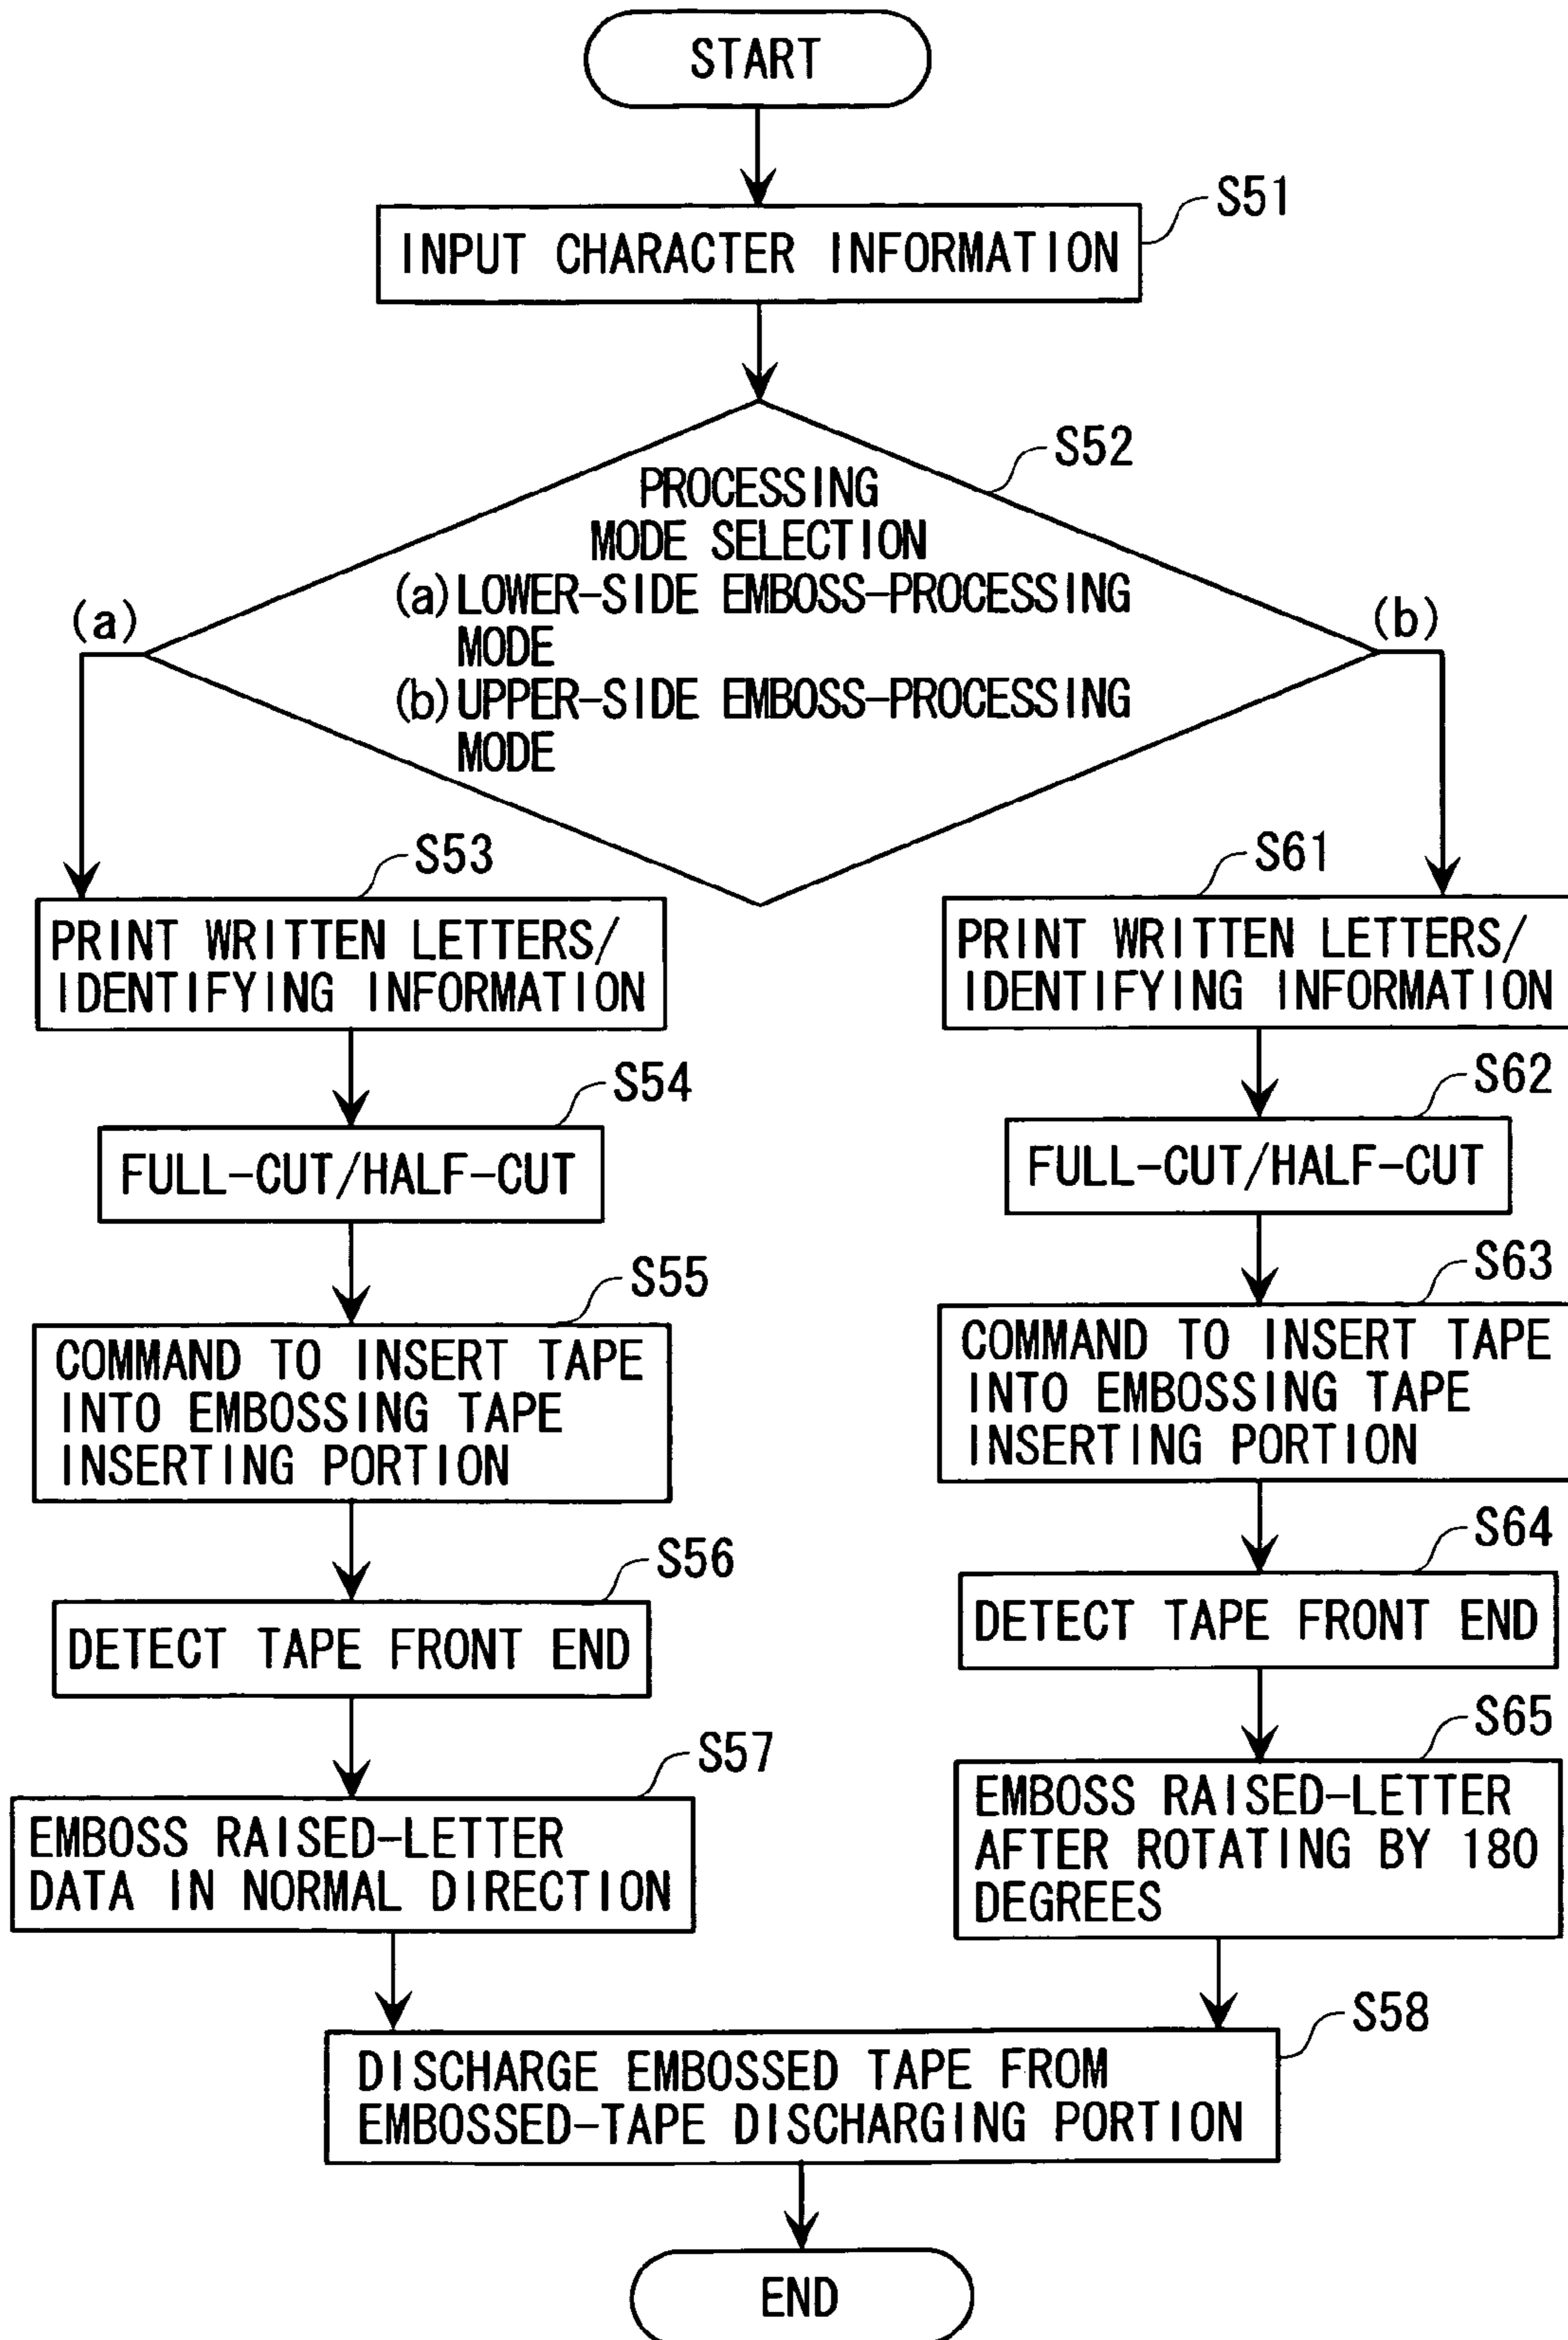 START
S51
INPUT CHARACTER INFORMATION
S52
PROCESSING
MODE SELECTION
(a) LOWER-SIDE EMBOSS-PROCESSING
MODE
(b) UPPER-SIDE EMBOSS-PROCESSING
MODE
(a)
(b)
S53
PRINT WRITTEN LETTERS/
IDENTIFYING INFORMATION
S54
FULL-CUT/HALF-CUT
S55
COMMAND TO INSERT TAPE
INTO EMBOSSING TAPE
INSERTING PORTION
S56
DETECT TAPE FRONT END
S57
EMBOSS RAISED-LETTER
DATA IN NORMAL DIRECTION
S61
PRINT WRITTEN LETTERS/
IDENTIFYING INFORMATION
S62
FULL-CUT/HALF-CUT
S63
COMMAND TO INSERT TAPE
INTO EMBOSSING TAPE
INSERTING PORTION
S64
DETECT TAPE FRONT END
S65
EMBOSS RAISED-LETTER
AFTER ROTATING BY 180
DEGREES
S58
DISCHARGE EMBOSSED TAPE FROM
EMBOSSED-TAPE DISCHARGING PORTION
END